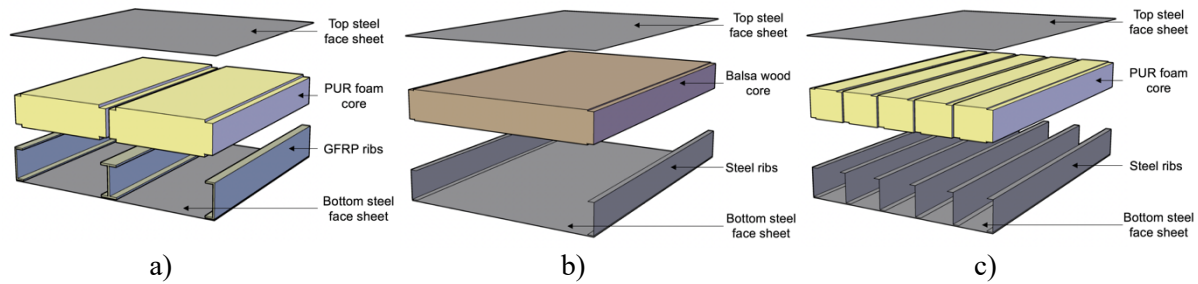 Top steel
face sheet
PUR foam
core
GFRP ribs
Bottom steel
face sheet
a)
Top steel
face sheet
Balsa wood
core
Steel ribs
Bottom steel
face sheet
b)
Top steel
face sheet
PUR foam
core
Steel ribs
Bottom steel
face sheet
c)